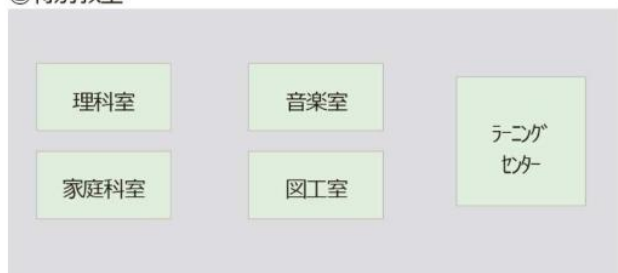 理科室
音楽室
家庭科室
図工室
ラーニング
センター